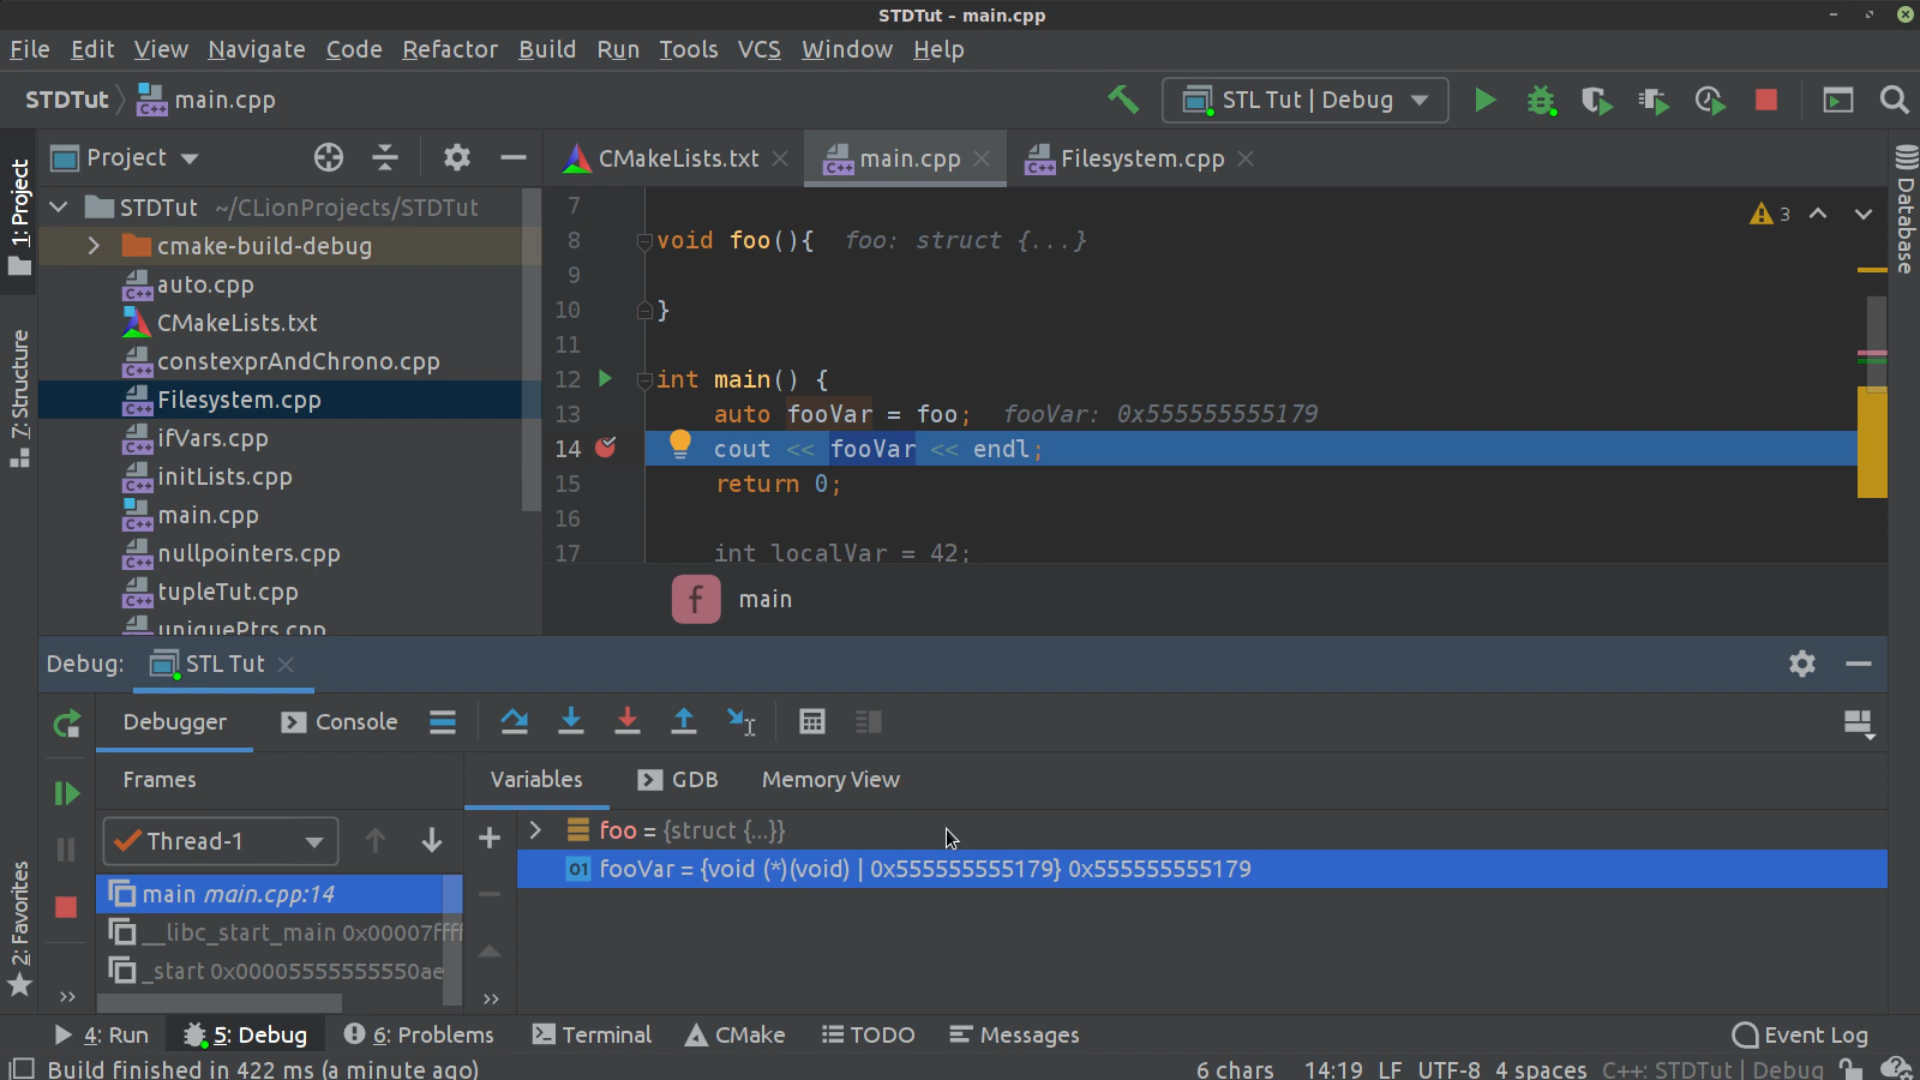 STDTut – main.cpp
File Edit View Navigate Code Refactor Build Run Tools VCS Window Help
STDTut main.cpp STL Tut | Debug
1: Project
7: Structure
2: Favorites
Project
STDTut ~/CLionProjects/STDTut
cmake-build-debug
auto.cpp
CMakeLists.txt
constexprAndChrono.cpp
Filesystem.cpp
ifVars.cpp
initLists.cpp
main.cpp
nullpointers.cpp
tupleTut.cpp
uniquePtrs.cpp
CMakeLists.txt main.cpp Filesystem.cpp
3
7
8 void foo(){ foo: struct {...}
9
10 }
11
12 int main() {
13 auto fooVar = foo; fooVar: 0x555555555179
14 cout << fooVar << endl;
15 return 0;
16
17 int localVar = 42;
f main
Database
Debug: STL Tut
Debugger Console
Frames
Thread-1
main main.cpp:14
__libc_start_main 0x00007fff
_start 0x00005555555550ae
Variables GDB Memory View
foo = {struct {...}}
01 fooVar = {void (*)(void) | 0x555555555179} 0x555555555179
4: Run 5: Debug 6: Problems Terminal CMake TODO Messages Event Log
Build finished in 422 ms (a minute ago) 6 chars 14:19 LF UTF-8 4 spaces C++: STDTut | Debug